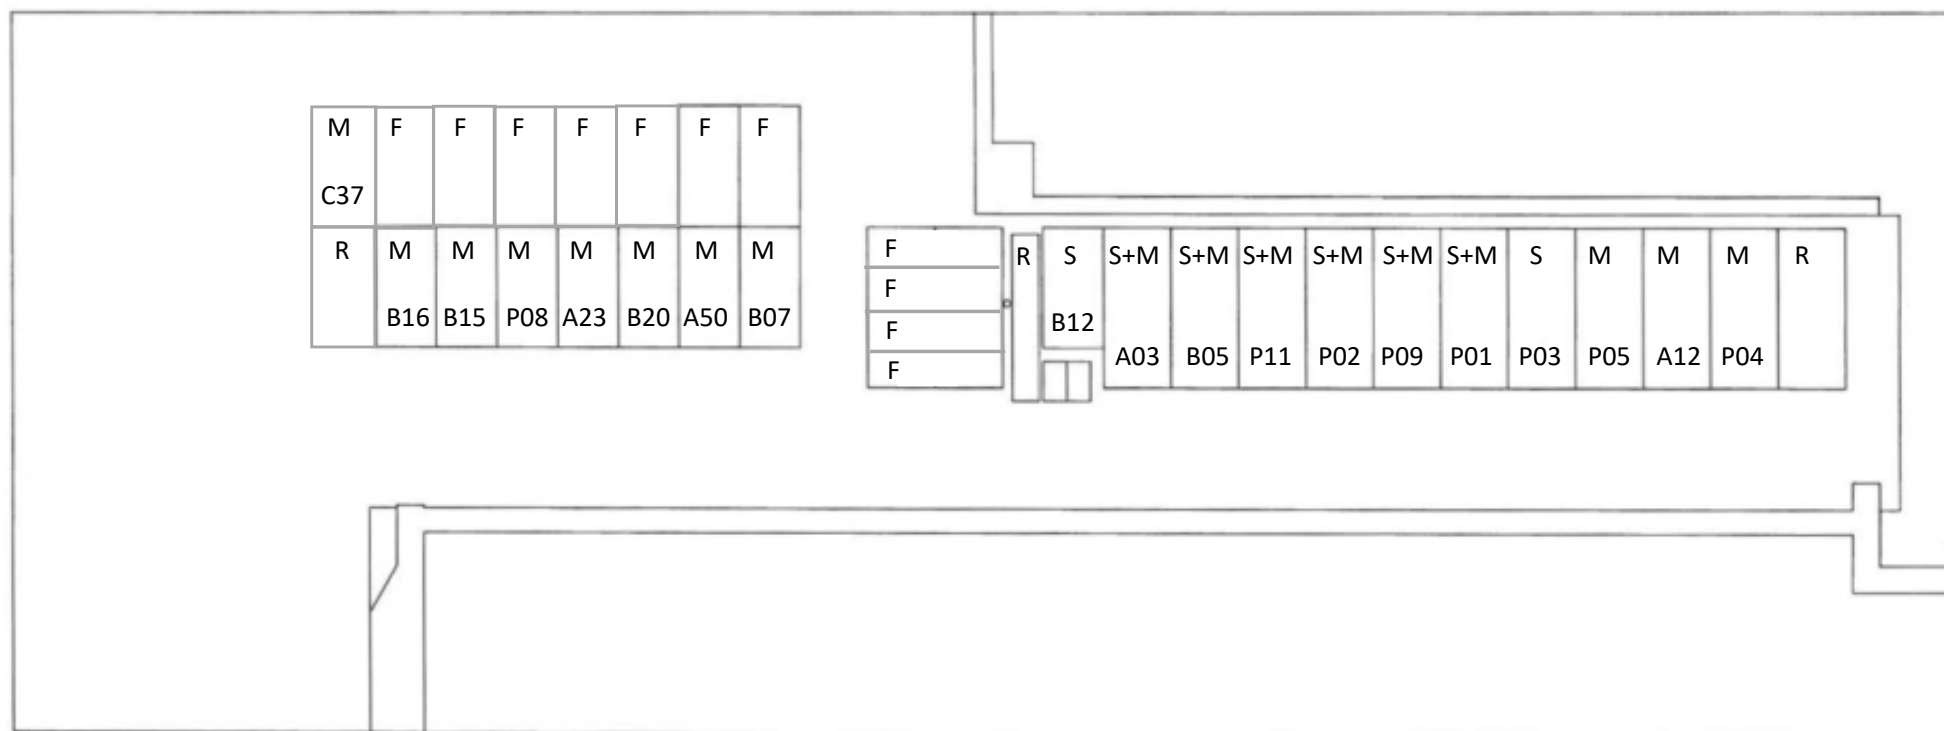 M F F F F F F F
C37
R M M M M M M M
B16 B15 P08 A23 B20 A50 B07
F
F
F
F
R S S+M S+M S+M S+M S+M S+M S M M M R
B12
A03 B05 P11 P02 P09 P01 P03 P05 A12 P04